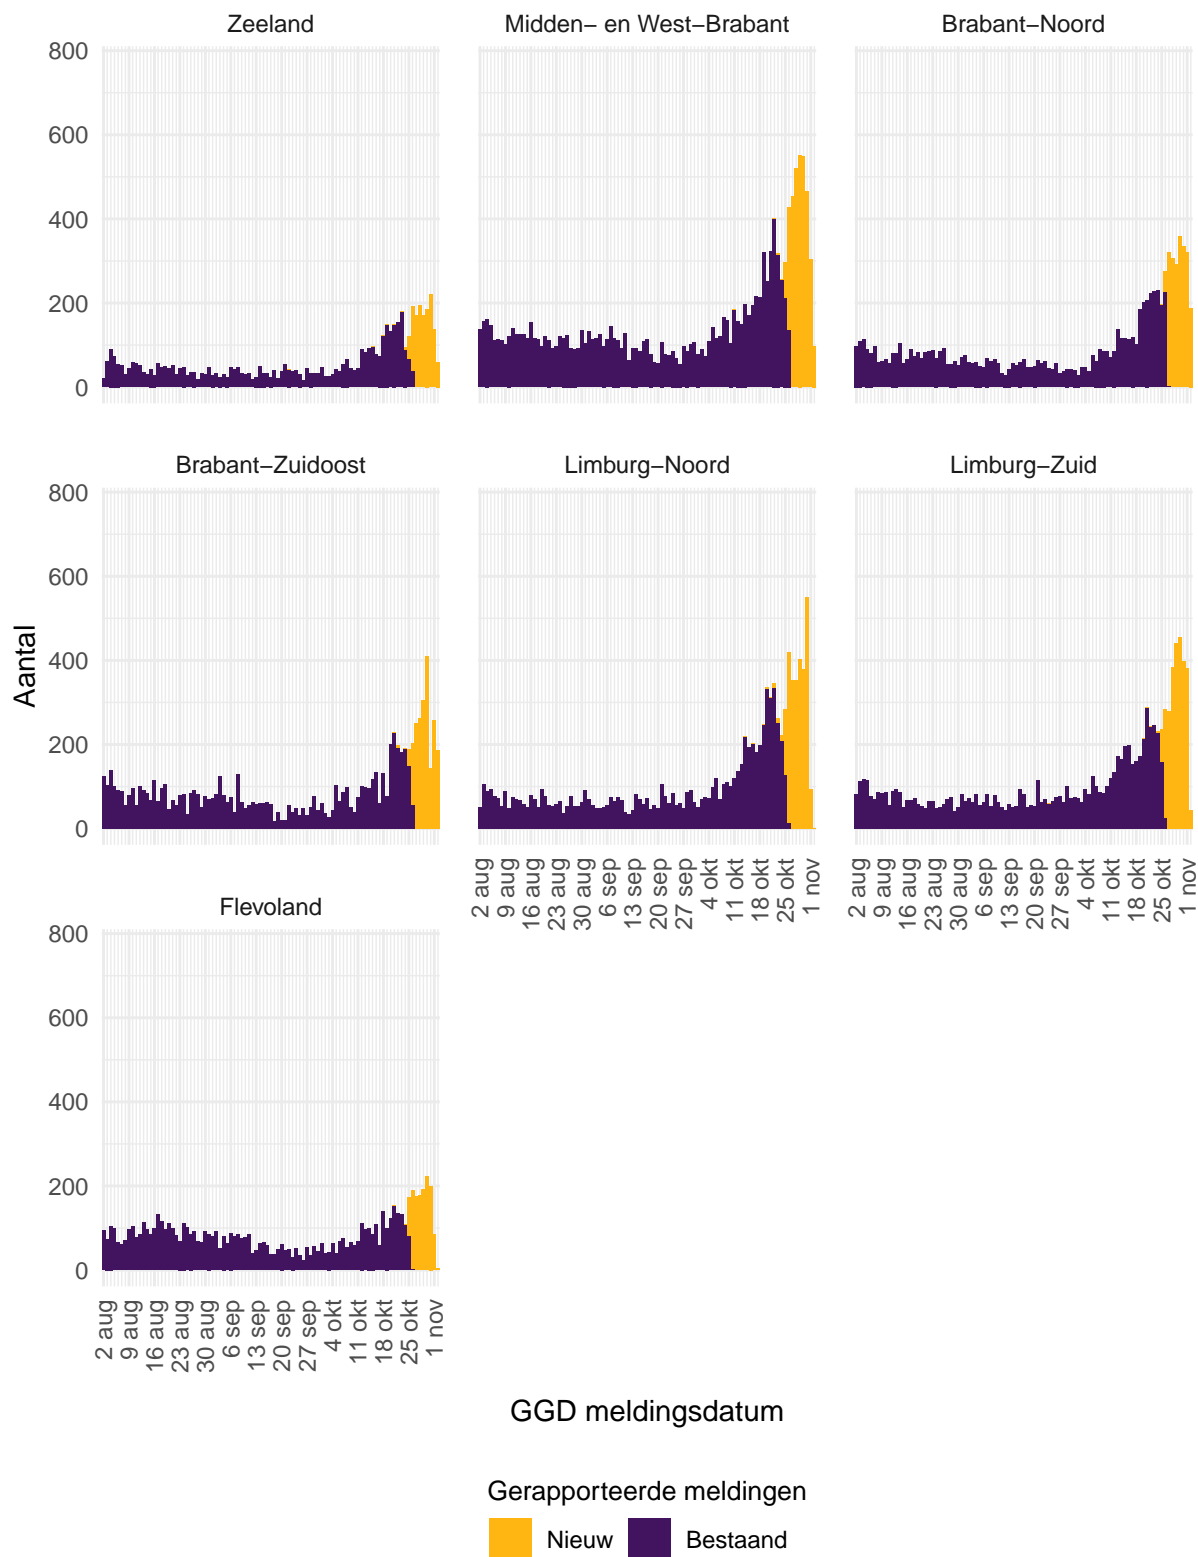 Zeeland
Midden- en West-Brabant
Brabant-Noord
800
600
400
200
0
Brabant-Zuidoost
Limburg-Noord
Limburg-Zuid
800
600
400
200
0
Aantal
2 aug
9 aug
16 aug
23 aug
30 aug
6 sep
13 sep
20 sep
27 sep
4 okt
11 okt
18 okt
25 okt
1 nov
2 aug
9 aug
16 aug
23 aug
30 aug
6 sep
13 sep
20 sep
27 sep
4 okt
11 okt
18 okt
25 okt
1 nov
Flevoland
800
600
400
200
0
2 aug
9 aug
16 aug
23 aug
30 aug
6 sep
13 sep
20 sep
27 sep
4 okt
11 okt
18 okt
25 okt
1 nov
GGD meldingsdatum
Gerapporteerde meldingen
Nieuw
Bestaand